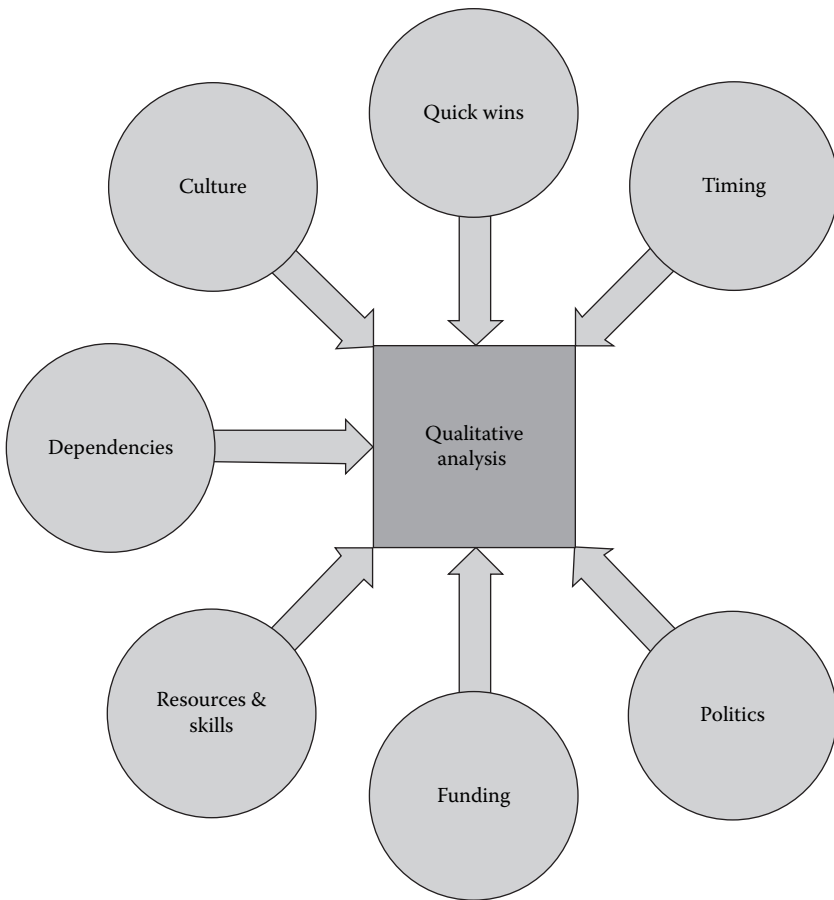 Quick wins
Culture
Timing
Dependencies
Qualitative
analysis
Resources &
skills
Politics
Funding